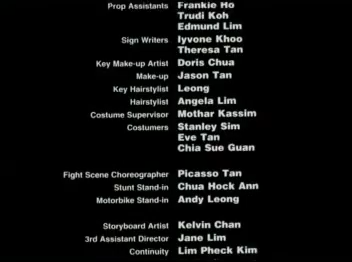 Prop Assistants Frankie Ho
Trudi Koh
Edmund Lim
Sign Writers Iyvone Khoo
Theresa Tan
Key Make-up Artist Doris Chua
Make-up Jason Tan
Key Hairstylist Leong
Hairstylist Angela Lim
Costume Supervisor Mothar Kassim
Costumers Stanley Sim
Eve Tan
Chia Sue Guan
Fight Scene Choreographer Picasso Tan
Stunt Stand-in Chua Hock Ann
Motorbike Stand-in Andy Leong
Storyboard Artist Kelvin Chan
3rd Assistant Director Jane Lim
Continuity Lim Pheck Kim